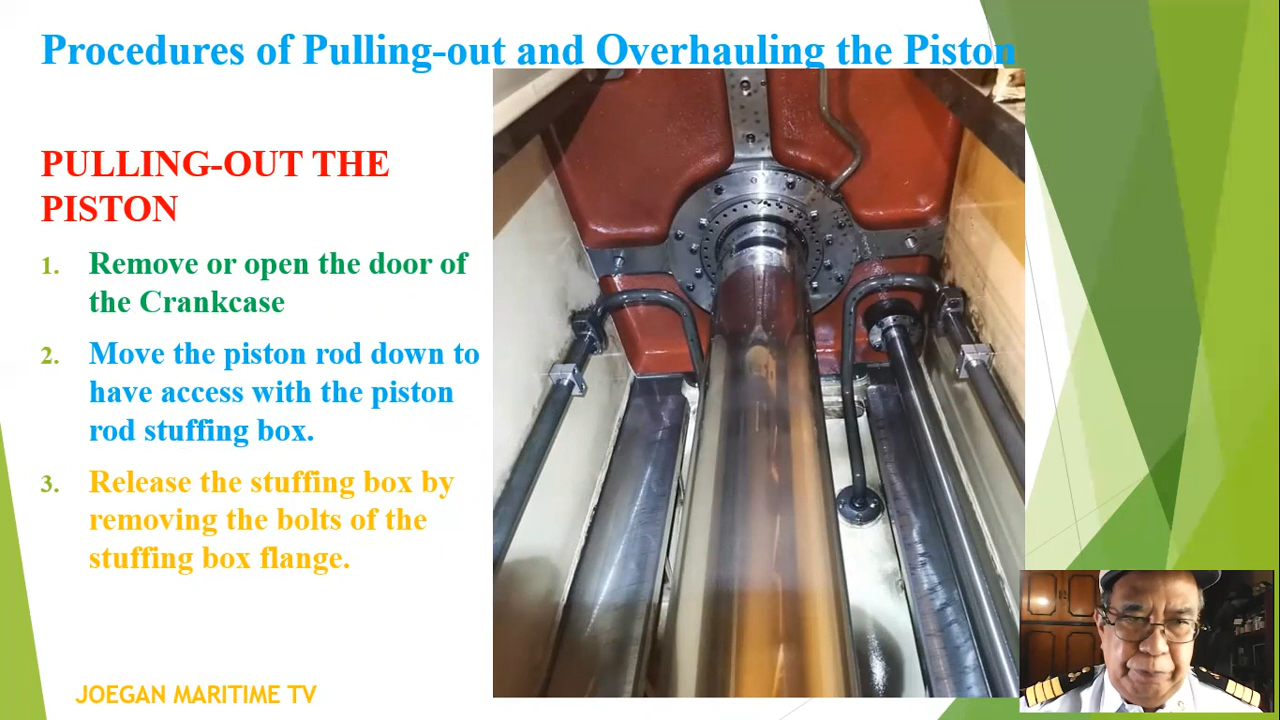 Procedures of Pulling-out and Overhauling the Piston
PULLING-OUT THE
PISTON
1. Remove or open the door of
the Crankcase
2. Move the piston rod down to
have access with the piston
rod stuffing box.
3. Release the stuffing box by
removing the bolts of the
stuffing box flange.
JOEGAN MARITIME TV